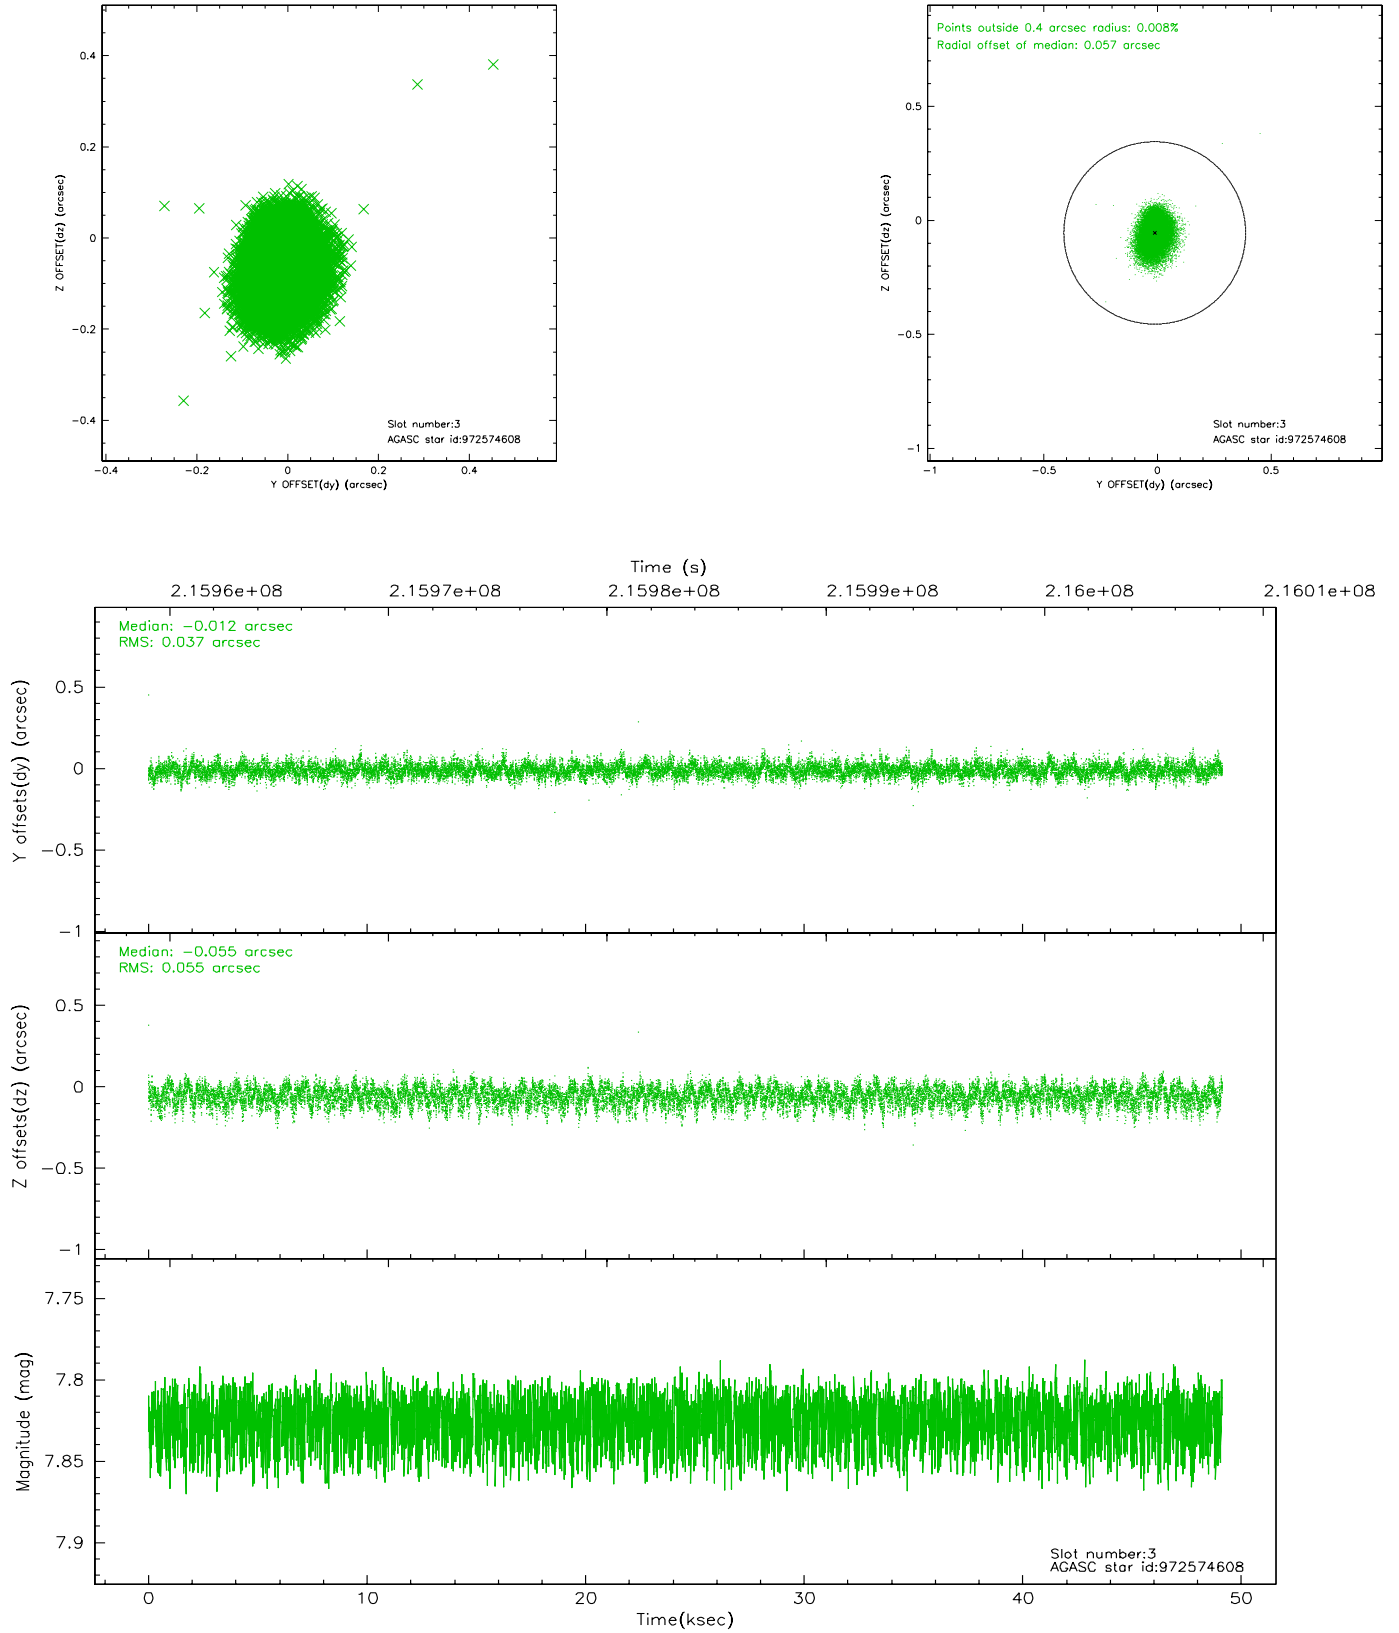 0.4
0.2
0
−0.2
−0.4
Z OFFSET(dz) (arcsec)
Slot number:3
AGASC star id:972574608
−0.4 −0.2 0 0.2 0.4
Y OFFSET(dy) (arcsec)
Points outside 0.4 arcsec radius: 0.008%
Radial offset of median: 0.057 arcsec
0.5
0
−0.5
−1
Z OFFSET(dz) (arcsec)
Slot number:3
AGASC star id:972574608
−1 −0.5 0 0.5
Y OFFSET(dy) (arcsec)
Time (s)
2.1596e+08 2.1597e+08 2.1598e+08 2.1599e+08 2.16e+08 2.1601e+08
Median: −0.012 arcsec
RMS: 0.037 arcsec
0.5
0
−0.5
−1
Y offsets(dy) (arcsec)
Median: −0.055 arcsec
RMS: 0.055 arcsec
0.5
0
−0.5
−1
Z offsets(dz) (arcsec)
7.75
7.8
7.85
7.9
Magnitude (mag)
Slot number:3
AGASC star id:972574608
0 10 20 30 40 50
Time(ksec)